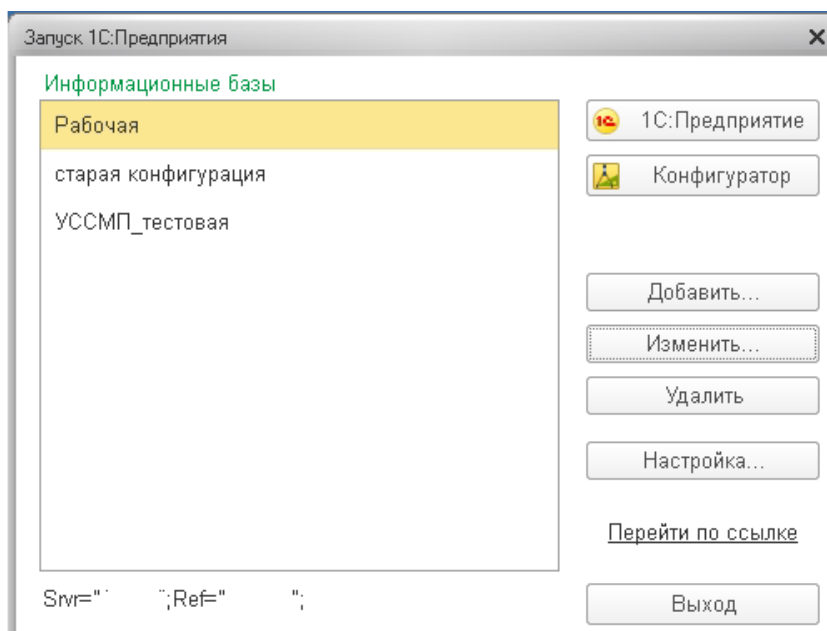 Запуск 1С:Предприятия
Информационные базы
Рабочая
старая конфигурация
УССМП_тестовая
1С:Предприятие
Конфигуратор
Добавить...
Изменить...
Удалить
Настройка...
Перейти по ссылке
Srvr=" ";Ref=" ";
Выход